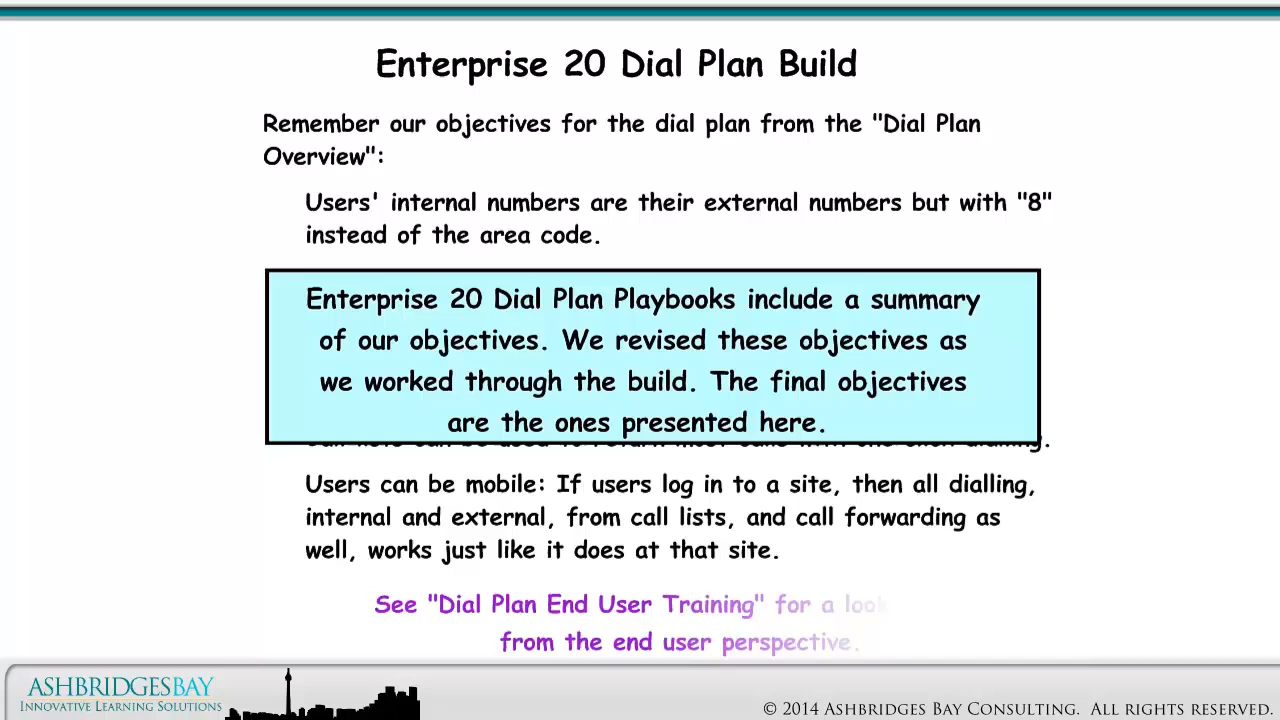 Enterprise 20 Dial Plan Build
Remember our objectives for the dial plan from the "Dial Plan
Overview":
Users' internal numbers are their external numbers but with "8"
instead of the area code.
Enterprise 20 Dial Plan Playbooks include a summary
of our objectives. We revised these objectives as
we worked through the build. The final objectives
are the ones presented here.
Users can be mobile: If users log in to a site, then all dialling,
internal and external, from call lists, and call forwarding as
well, works just like it does at that site.
See "Dial Plan End User Training" for a look
from the end user perspective.
ASHBRIDGESBAY
INNOVATIVE LEARNING SOLUTIONS
© 2014 ASHBRIDGES BAY CONSULTING. ALL RIGHTS RESERVED.